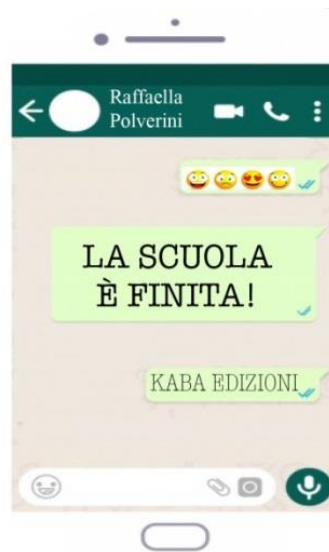 Raffaella
Polverini
LA SCUOLA
È FINITA!
KABA EDIZIONI